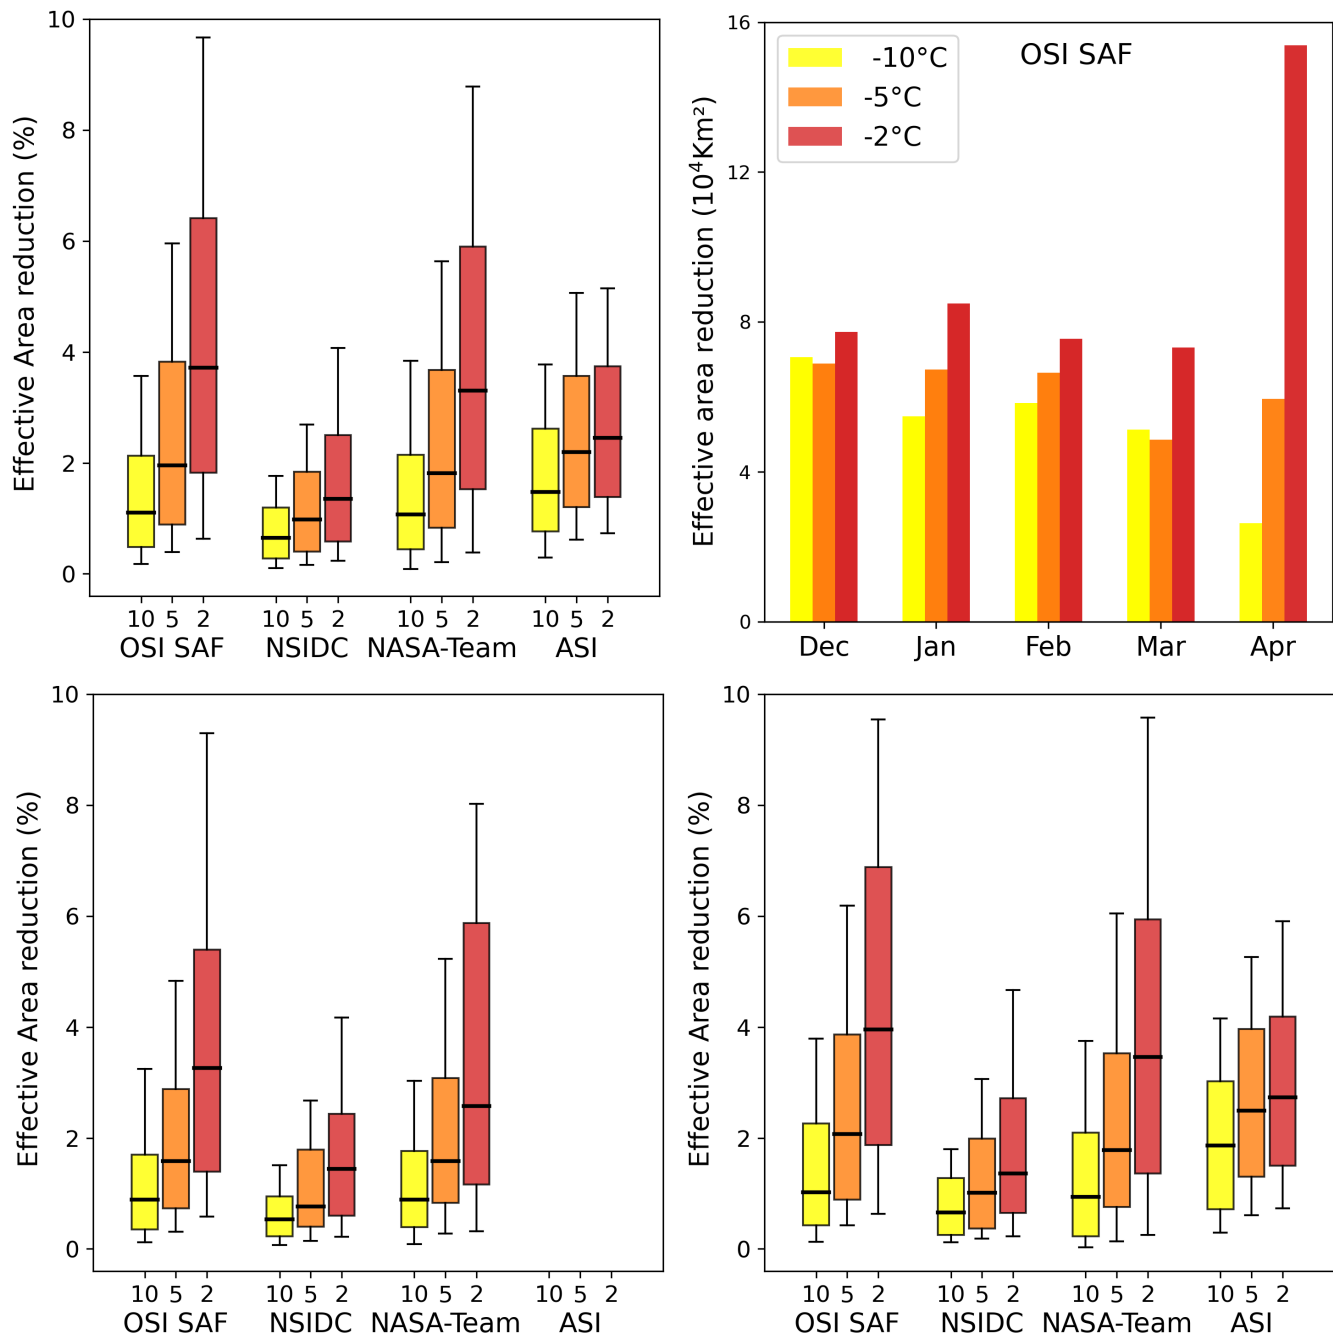 Effective Area reduction (%)
10
8
6
4
2
0
10 5 2 10 5 2 10 5 2 10 5 2
OSI SAF NSIDC NASA-Team ASI
Effective area reduction (10⁴Km²)
16
12
8
4
0
OSI SAF
-10°C
-5°C
-2°C
Dec Jan Feb Mar Apr
Effective Area reduction (%)
10
8
6
4
2
0
10 5 2 10 5 2 10 5 2 10 5 2
OSI SAF NSIDC NASA-Team ASI
Effective Area reduction (%)
10
8
6
4
2
0
10 5 2 10 5 2 10 5 2 10 5 2
OSI SAF NSIDC NASA-Team ASI